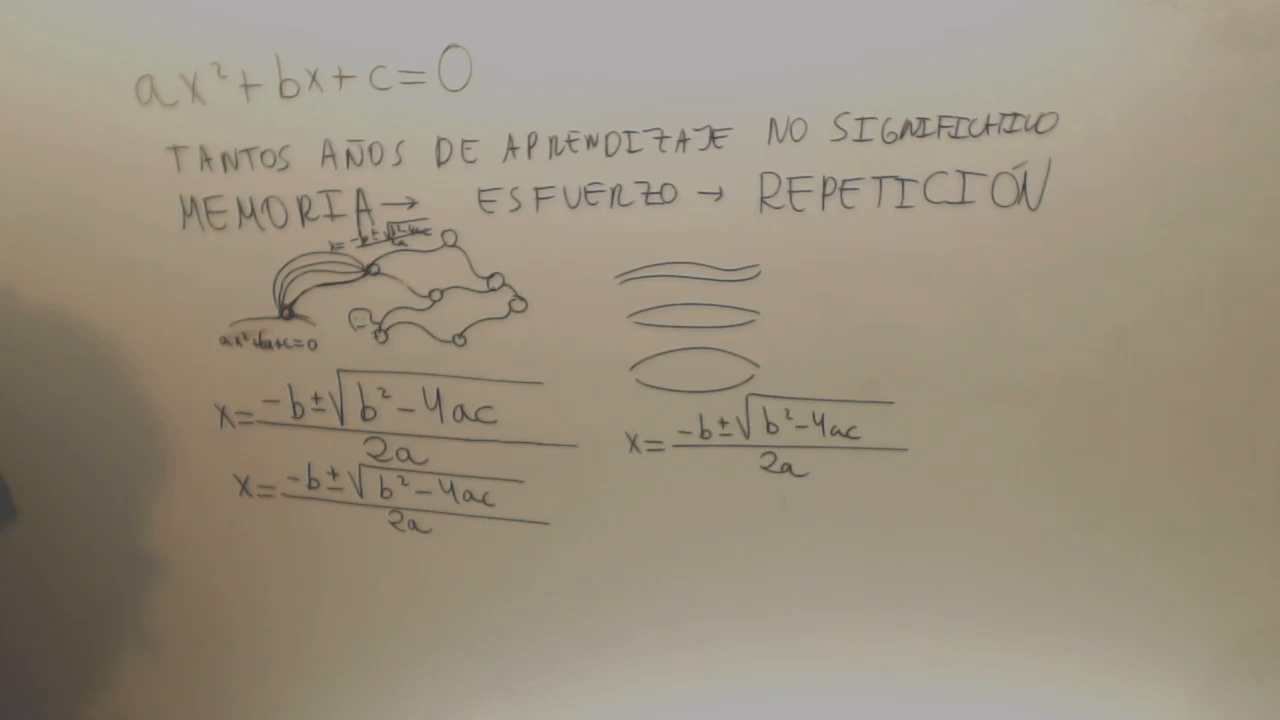 ax²+bx+c=0
TANTOS AÑOS DE APRENDIZAJE NO SIGNIFICATIVO
MEMORIA → ESFUERZO → REPETICIÓN
x= -b±√b²-4ac / 2a
ax²+bx+c=0
x= -b±√b²-4ac / 2a
x= -b±√b²-4ac / 2a
x= -b±√b²-4ac / 2a